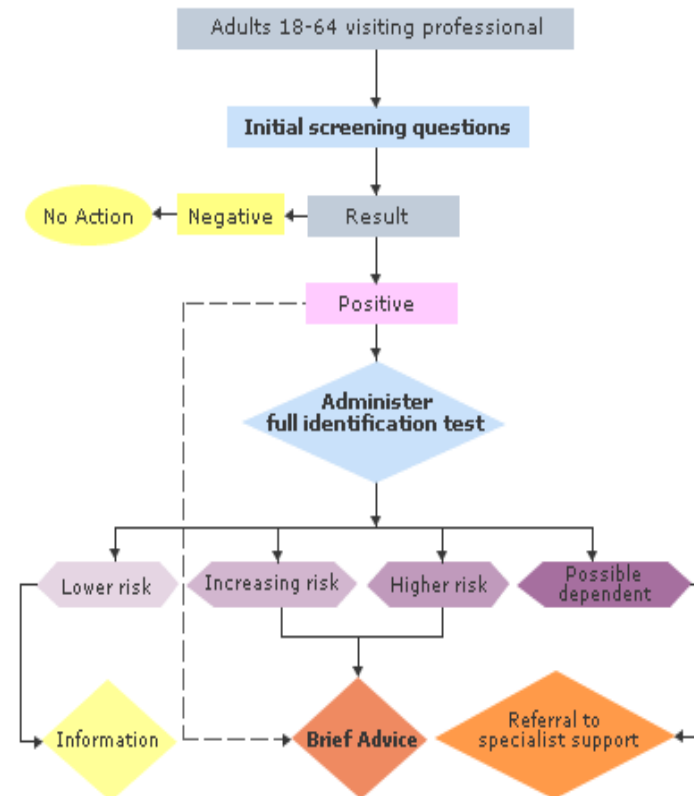 Adults 18-64 visiting professional
Initial screening questions
No Action
Negative
Result
Positive
Administer
full identification test
Lower risk
Increasing risk
Higher risk
Possible
dependent
Information
Brief Advice
Referral to
specialist support